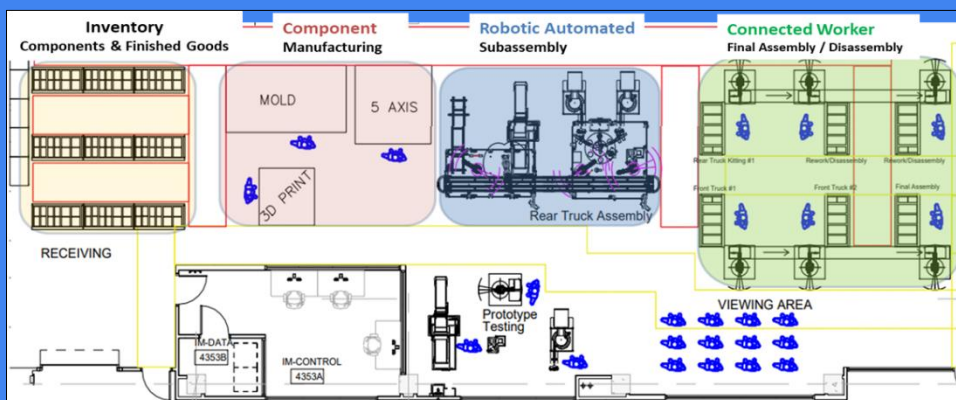 Inventory
Components & Finished Goods
Component
Manufacturing
Robotic Automated
Subassembly
Connected Worker
Final Assembly / Disassembly
MOLD
5 AXIS
3D PRINT
Rear Truck Assembly
Rear Truck Kitting #1
Rework/Disassembly
Rework/Disassembly
Front Truck #1
Front Truck #2
Final Assembly
RECEIVING
VIEWING AREA
Prototype
Testing
IM-DATA
4353B
IM-CONTROL
4353A